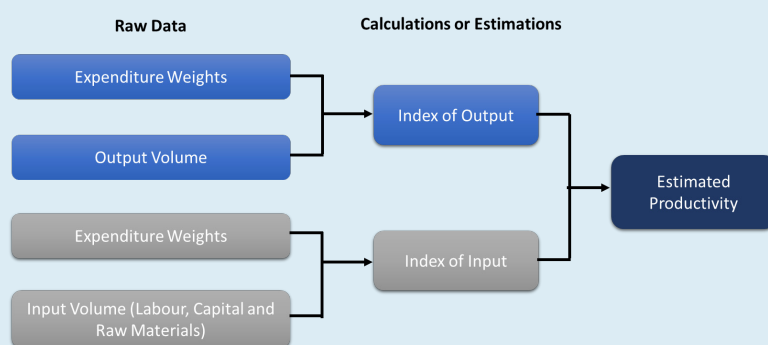 Raw Data
Calculations or Estimations
Expenditure Weights
Output Volume
Index of Output
Expenditure Weights
Input Volume (Labour, Capital and
Raw Materials)
Index of Input
Estimated
Productivity